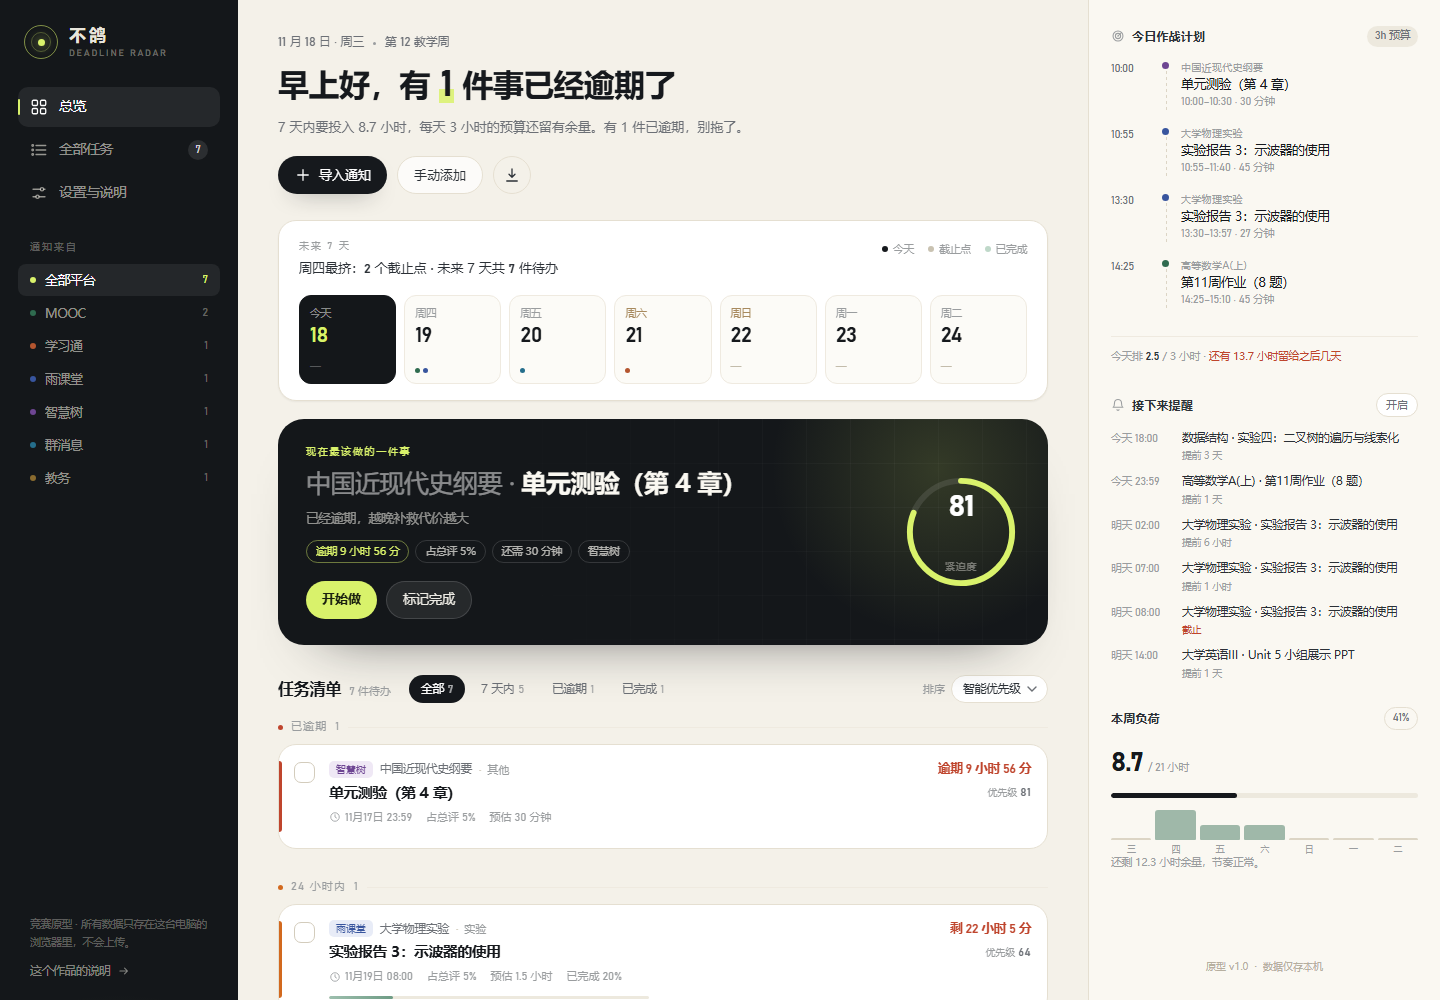 不鸽
DEADLINE RADAR
总览
全部任务 7
设置与说明
通知来自
全部平台 7
MOOC 2
学习通 1
雨课堂 1
智慧树 1
群消息 1
教务 1
竞赛原型 · 所有数据只存在这台电脑的
浏览器里，不会上传。
这个作品的说明 →
11 月 18 日 · 周三 • 第 12 教学周
早上好，有 1 件事已经逾期了
7 天内要投入 8.7 小时，每天 3 小时的预算还留有余量。有 1 件已逾期，别拖了。
导入通知 手动添加
未来 7 天
周四最挤：2 个截止点 · 未来 7 天共 7 件待办
今天 截止点 已完成
今天 周四 周五 周六 周日 周一 周二
18 19 20 21 22 23 24
— — — —
现在最该做的一件事
中国近现代史纲要 · 单元测验（第 4 章）
已经逾期，越晚补救代价越大
逾期 9 小时 56 分 占总评 5% 还需 30 分钟 智慧树
开始做 标记完成
81
紧迫度
任务清单 7 件待办 全部 7 7 天内 5 已逾期 1 已完成 1 排序 智能优先级
已逾期 1
智慧树 中国近现代史纲要 · 其他 逾期 9 小时 56 分
单元测验（第 4 章） 优先级 81
11月17日 23:59 占总评 5% 预估 30 分钟
24 小时内 1
雨课堂 大学物理实验 · 实验 剩 22 小时 5 分
实验报告 3：示波器的使用 优先级 64
11月19日 08:00 占总评 5% 预估 1.5 小时 已完成 20%
今日作战计划 3h 预算
10:00 中国近现代史纲要
单元测验（第 4 章）
10:00–10:30 · 30 分钟
10:55 大学物理实验
实验报告 3：示波器的使用
10:55–11:40 · 45 分钟
13:30 大学物理实验
实验报告 3：示波器的使用
13:30–13:57 · 27 分钟
14:25 高等数学A(上)
第11周作业（8 题）
14:25–15:10 · 45 分钟
今天排 2.5 / 3 小时 · 还有 13.7 小时留给之后几天
接下来提醒 开启
今天 18:00 数据结构 · 实验四：二叉树的遍历与线索化
提前 3 天
今天 23:59 高等数学A(上) · 第11周作业（8 题）
提前 1 天
明天 02:00 大学物理实验 · 实验报告 3：示波器的使用
提前 6 小时
明天 07:00 大学物理实验 · 实验报告 3：示波器的使用
提前 1 小时
明天 08:00 大学物理实验 · 实验报告 3：示波器的使用
截止
明天 14:00 大学英语III · Unit 5 小组展示 PPT
提前 1 天
本周负荷 41%
8.7 / 21 小时
三 四 五 六 日 一 二
还剩 12.3 小时余量，节奏正常。
原型 v1.0 · 数据仅存本机